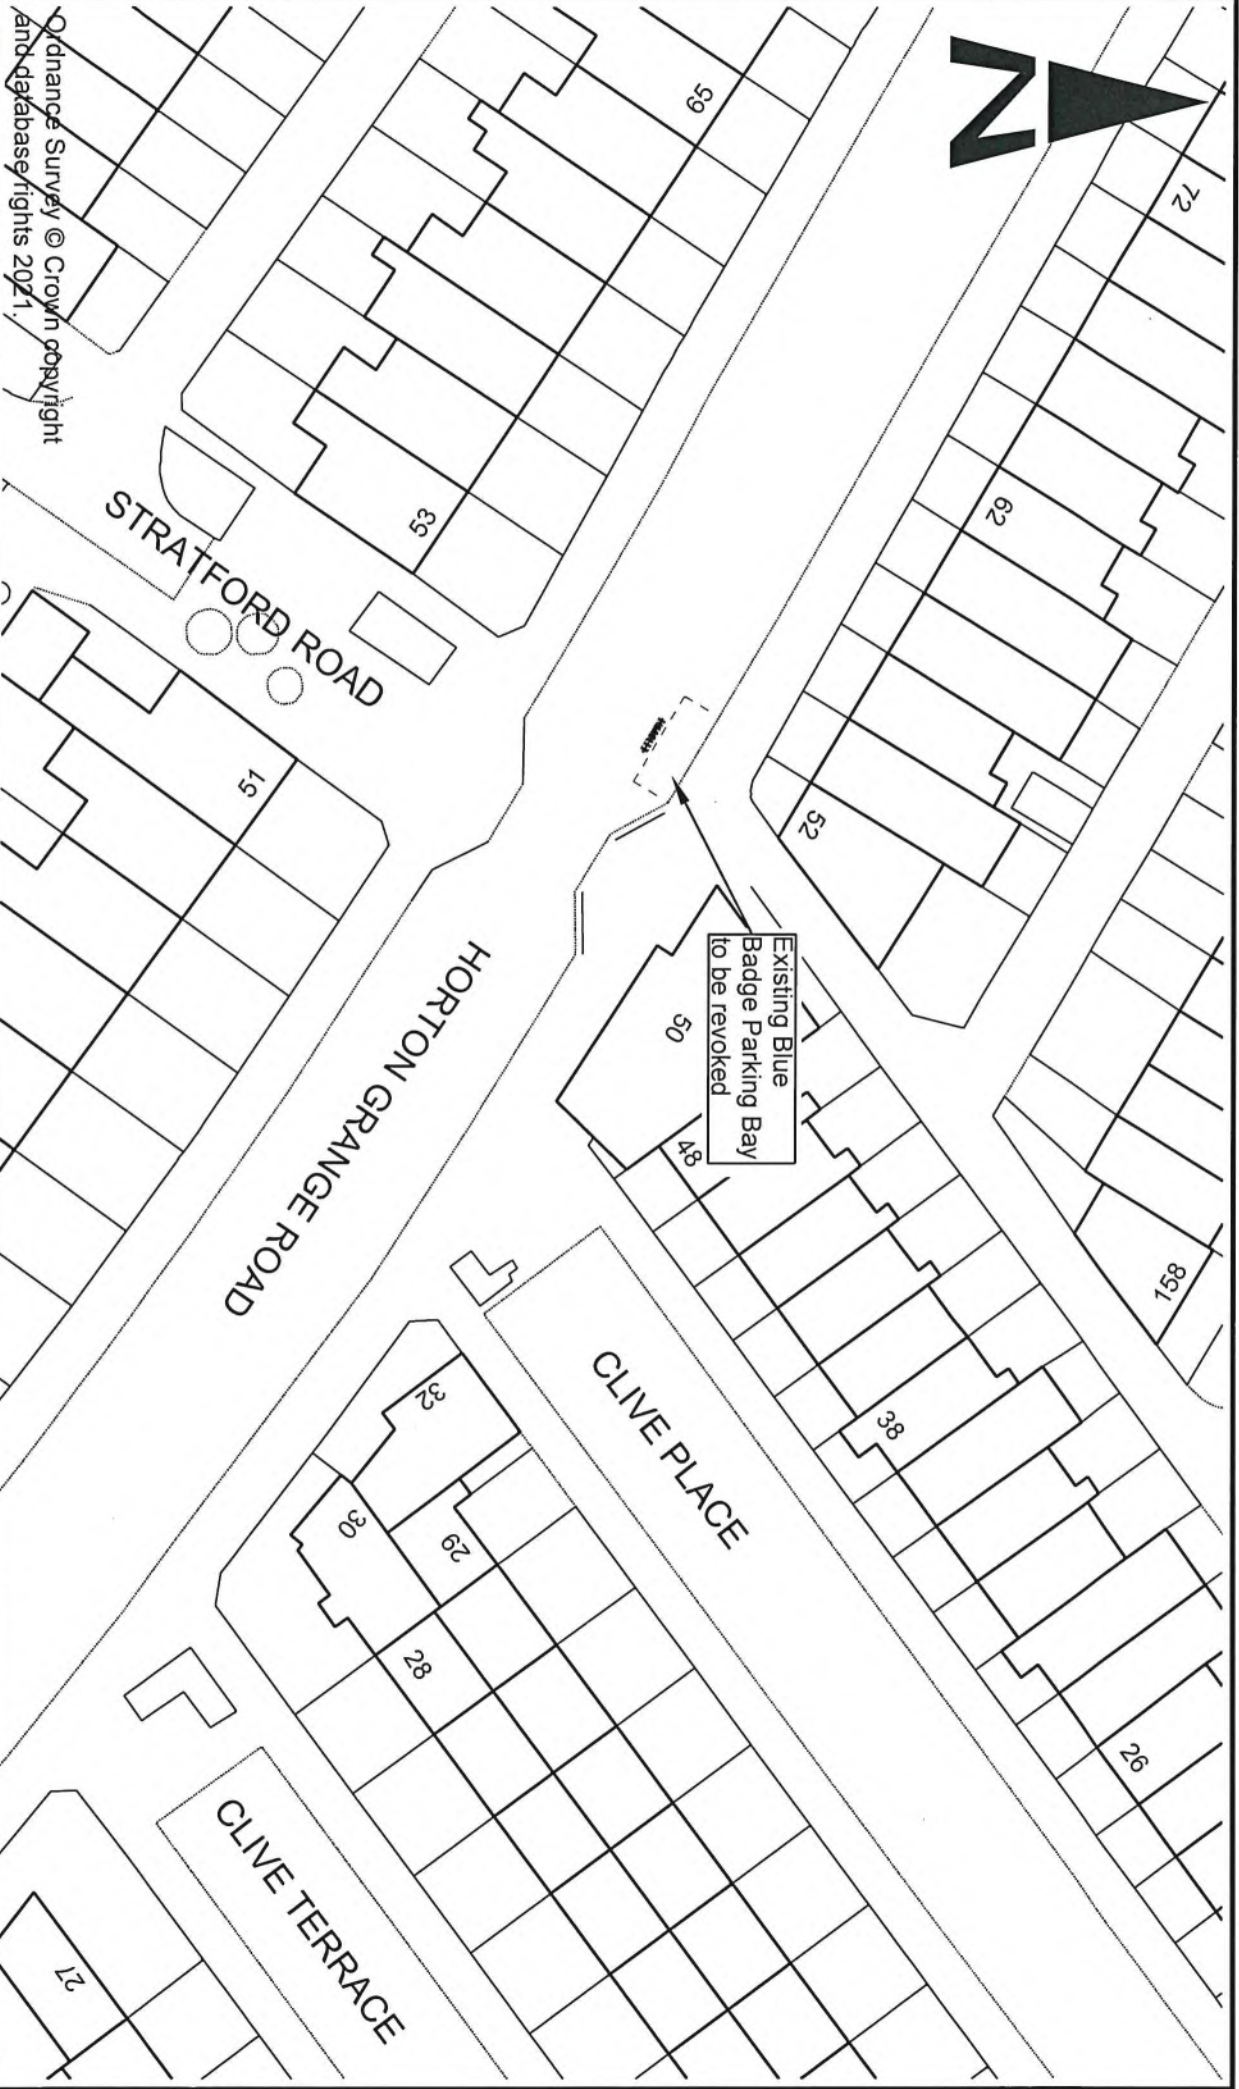 N
72
65
62
53
52
51
50
48
38
32
30
29
28
27
26
158
STRATFORD ROAD
HORTON GRANGE ROAD
CLIVE PLACE
CLIVE TERRACE
Existing Blue
Badge Parking Bay
to be revoked
Ordnance Survey © Crown copyright
and database rights 2021.